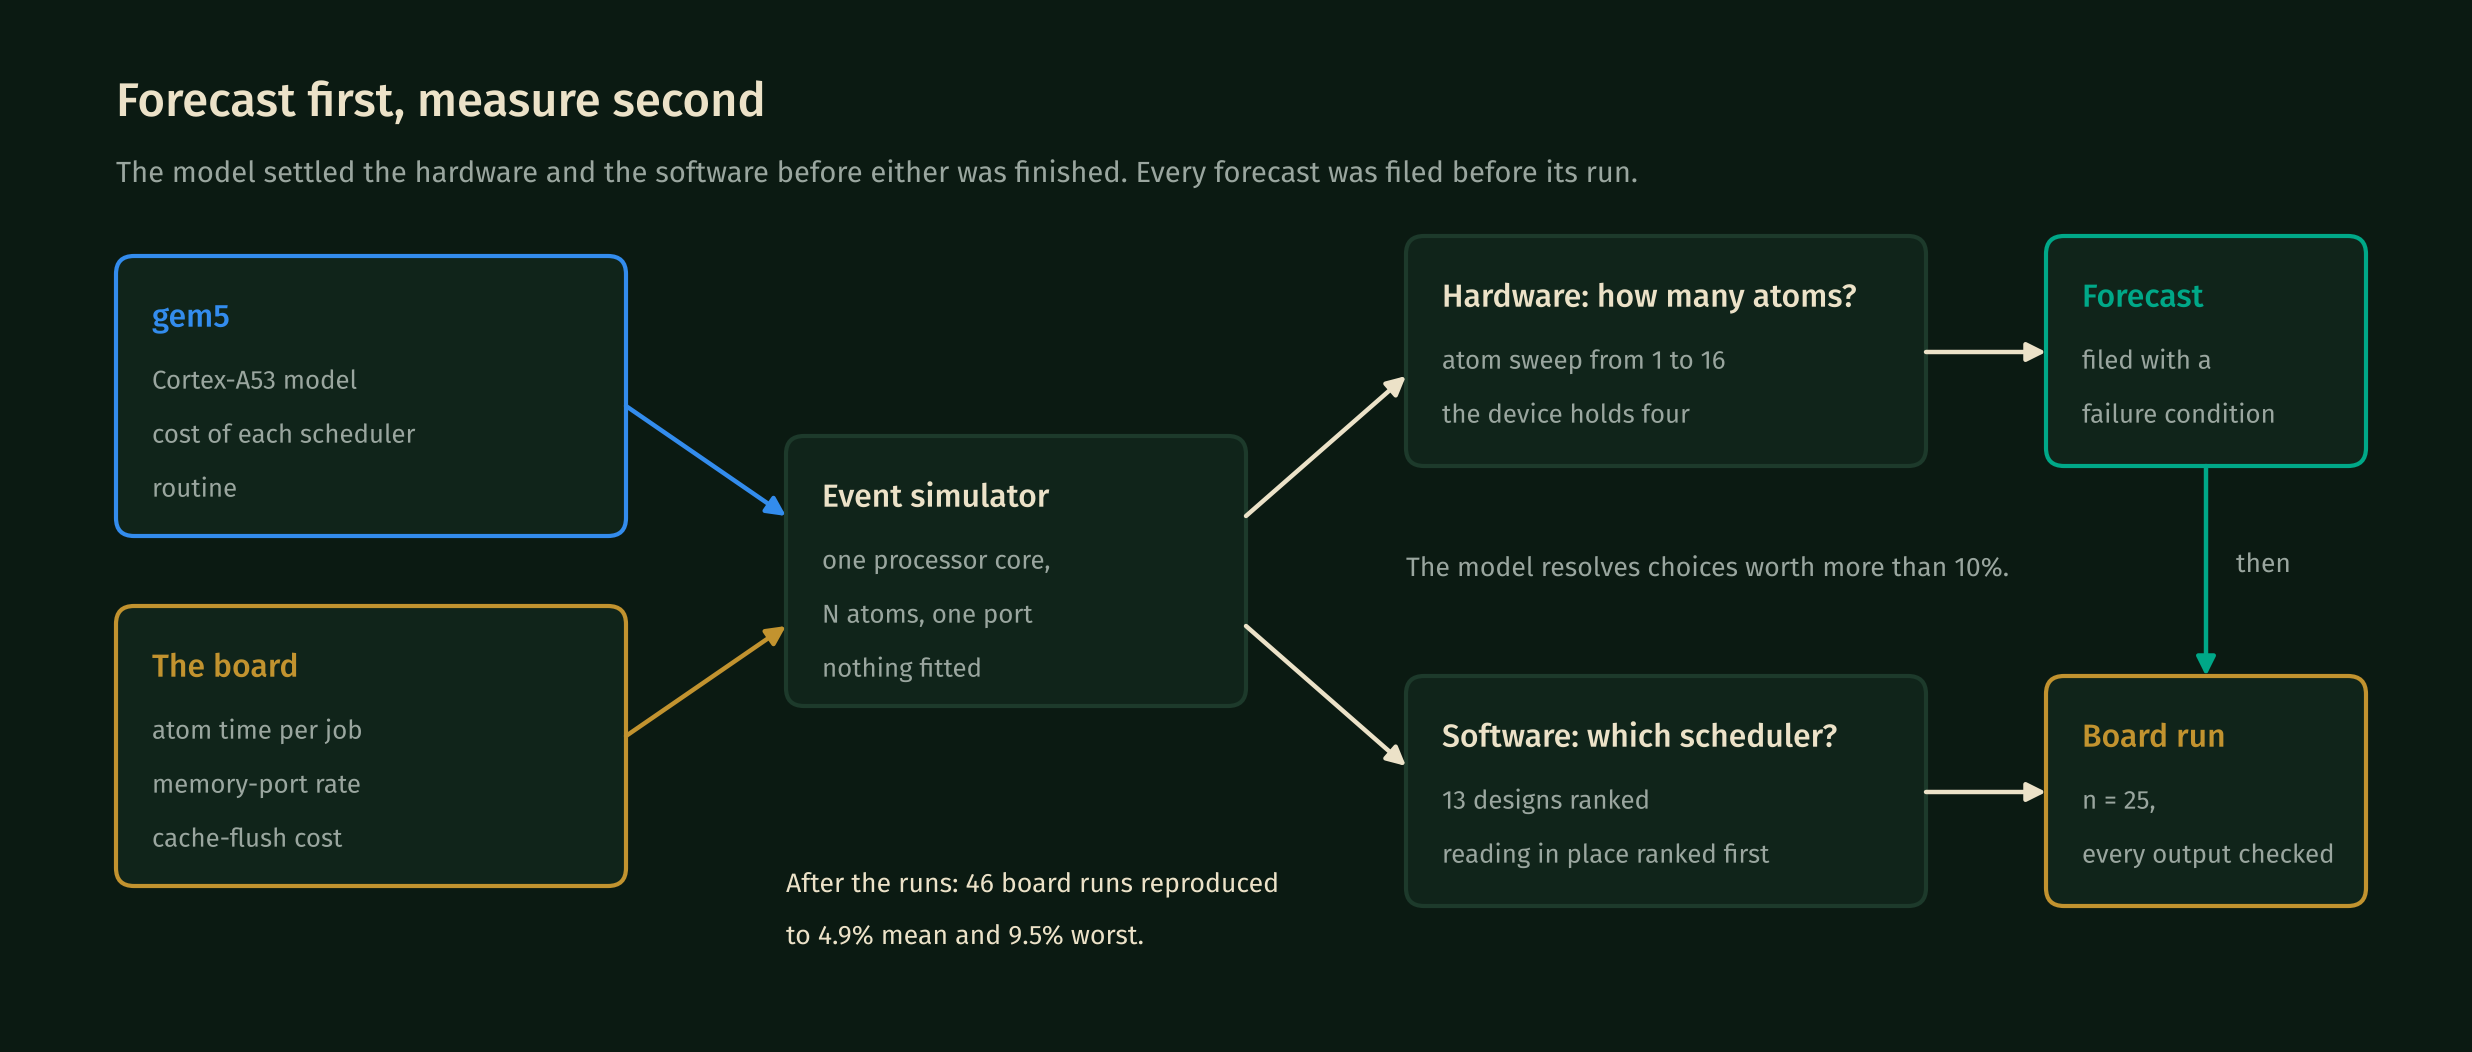 Forecast first, measure second
The model settled the hardware and the software before either was finished. Every forecast was filed before its run.
gem5
Cortex-A53 model
cost of each scheduler
routine
The board
atom time per job
memory-port rate
cache-flush cost
Event simulator
one processor core,
N atoms, one port
nothing fitted
After the runs: 46 board runs reproduced
to 4.9% mean and 9.5% worst.
Hardware: how many atoms?
atom sweep from 1 to 16
the device holds four
The model resolves choices worth more than 10%.
Software: which scheduler?
13 designs ranked
reading in place ranked first
Forecast
filed with a
failure condition
then
Board run
n = 25,
every output checked